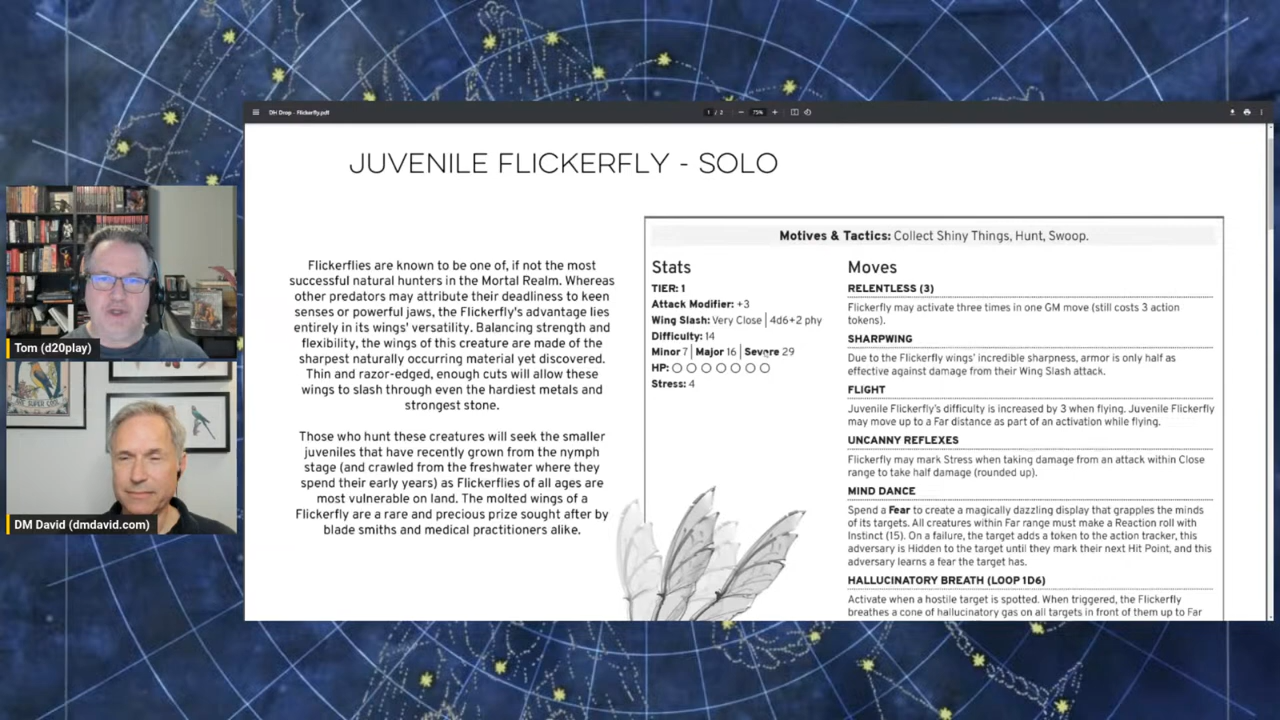 DH Drop - Flickerfly.pdf
1 / 2
75%
JUVENILE FLICKERFLY - SOLO
Flickerflies are known to be one of, if not the most
successful natural hunters in the Mortal Realm. Whereas
other predators may attribute their deadliness to keen
senses or powerful jaws, the Flickerfly's advantage lies
entirely in its wings' versatility. Balancing strength and
flexibility, the wings of this creature are made of the
sharpest naturally occurring material yet discovered.
Thin and razor-edged, enough cuts will allow these
wings to slash through even the hardiest metals and
strongest stone.
Those who hunt these creatures will seek the smaller
juveniles that have recently grown from the nymph
stage (and crawled from the freshwater where they
spend their early years) as Flickerflies of all ages are
most vulnerable on land. The molted wings of a
Flickerfly are a rare and precious prize sought after by
blade smiths and medical practitioners alike.
Motives & Tactics: Collect Shiny Things, Hunt, Swoop.
Stats
TIER: 1
Attack Modifier: +3
Wing Slash: Very Close | 4d6+2 phy
Difficulty: 14
Minor 7 | Major 16 | Severe 29
HP:
Stress: 4
Moves
RELENTLESS (3)
Flickerfly may activate three times in one GM move (still costs 3 action
tokens).
SHARPWING
Due to the Flickerfly wings' incredible sharpness, armor is only half as
effective against damage from their Wing Slash attack.
FLIGHT
Juvenile Flickerfly's difficulty is increased by 3 when flying. Juvenile Flickerfly
may move up to a Far distance as part of an activation while flying.
UNCANNY REFLEXES
Flickerfly may mark Stress when taking damage from an attack within Close
range to take half damage (rounded up).
MIND DANCE
Spend a Fear to create a magically dazzling display that grapples the minds
of its targets. All creatures within Far range must make a Reaction roll with
Instinct (15). On a failure, the target adds a token to the action tracker, this
adversary is Hidden to the target until they mark their next Hit Point, and this
adversary learns a fear the target has.
HALLUCINATORY BREATH (LOOP 1D6)
Activate when a hostile target is spotted. When triggered, the Flickerfly
breathes a cone of hallucinatory gas on all targets in front of them up to Far
Tom (d20play)
DM David (dmdavid.com)